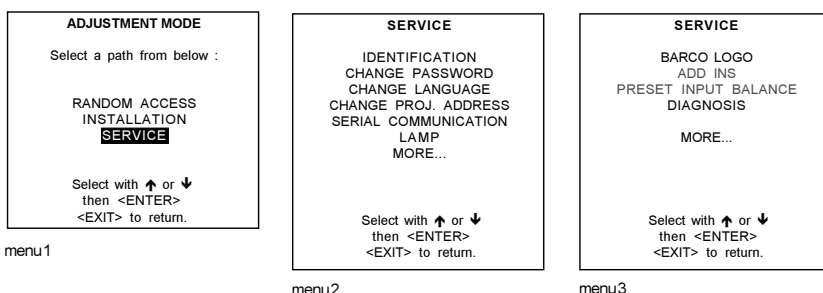 ADJUSTMENT MODE
Select a path from below :
RANDOM ACCESS
INSTALLATION
SERVICE
Select with ↑ or ↓
then <ENTER>
<EXIT> to return.
menu1
SERVICE
IDENTIFICATION
CHANGE PASSWORD
CHANGE LANGUAGE
CHANGE PROJ. ADDRESS
SERIAL COMMUNICATION
LAMP
MORE...
Select with ↑ or ↓
then <ENTER>
<EXIT> to return.
menu2
SERVICE
BARCO LOGO
ADD INS
PRESET INPUT BALANCE
DIAGNOSIS
MORE...
Select with ↑ or ↓
then <ENTER>
<EXIT> to return.
menu3